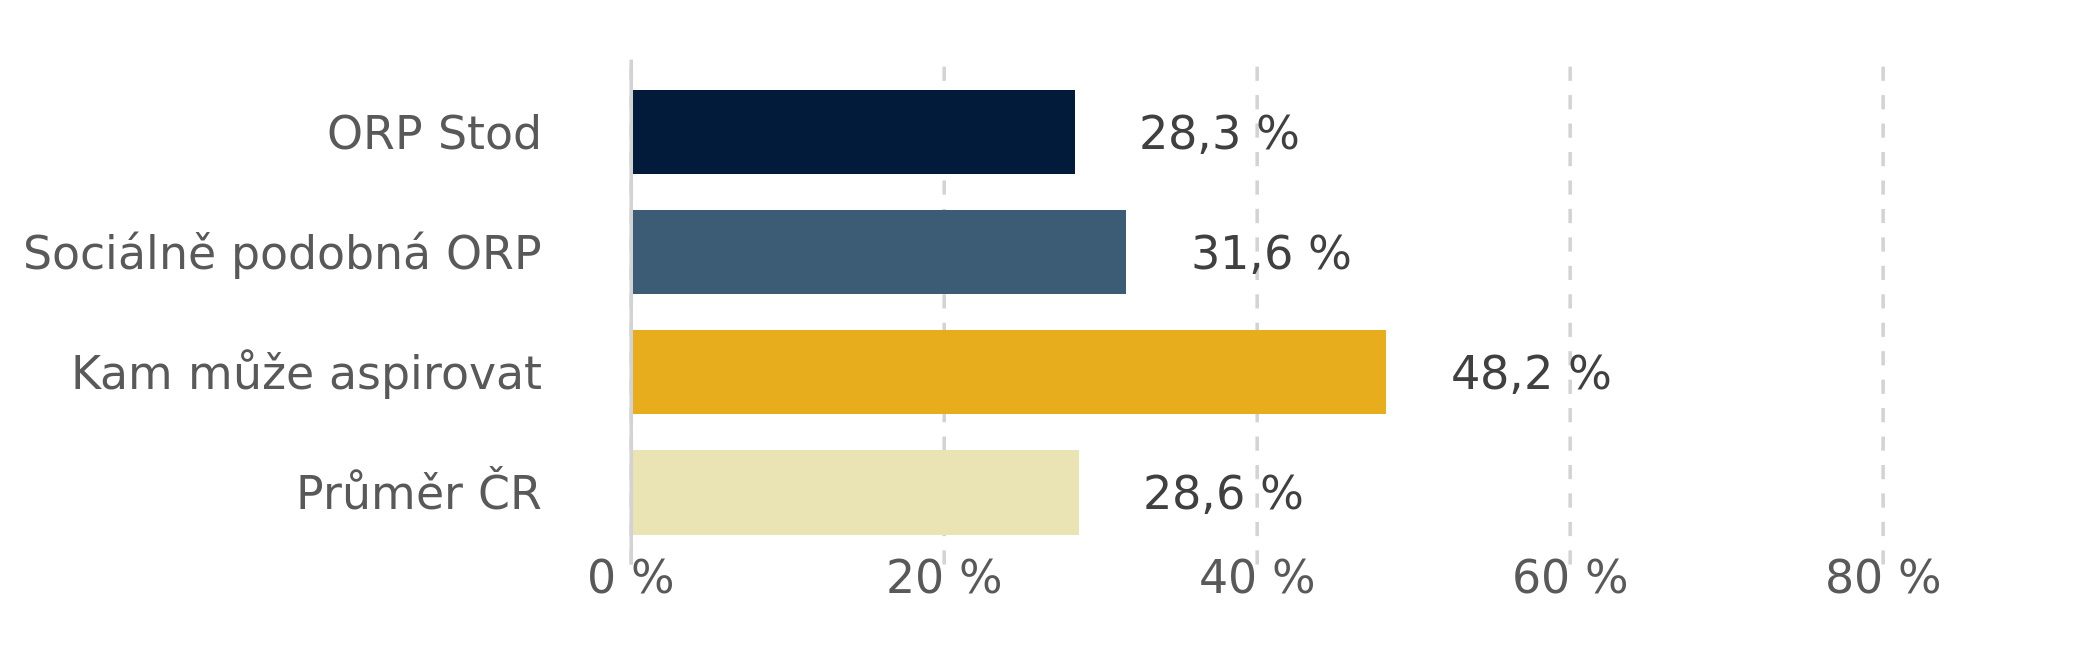 ORP Stod 28,3 %
Sociálně podobná ORP 31,6 %
Kam může aspirovat 48,2 %
Průměr ČR 28,6 %
0 % 20 % 40 % 60 % 80 %